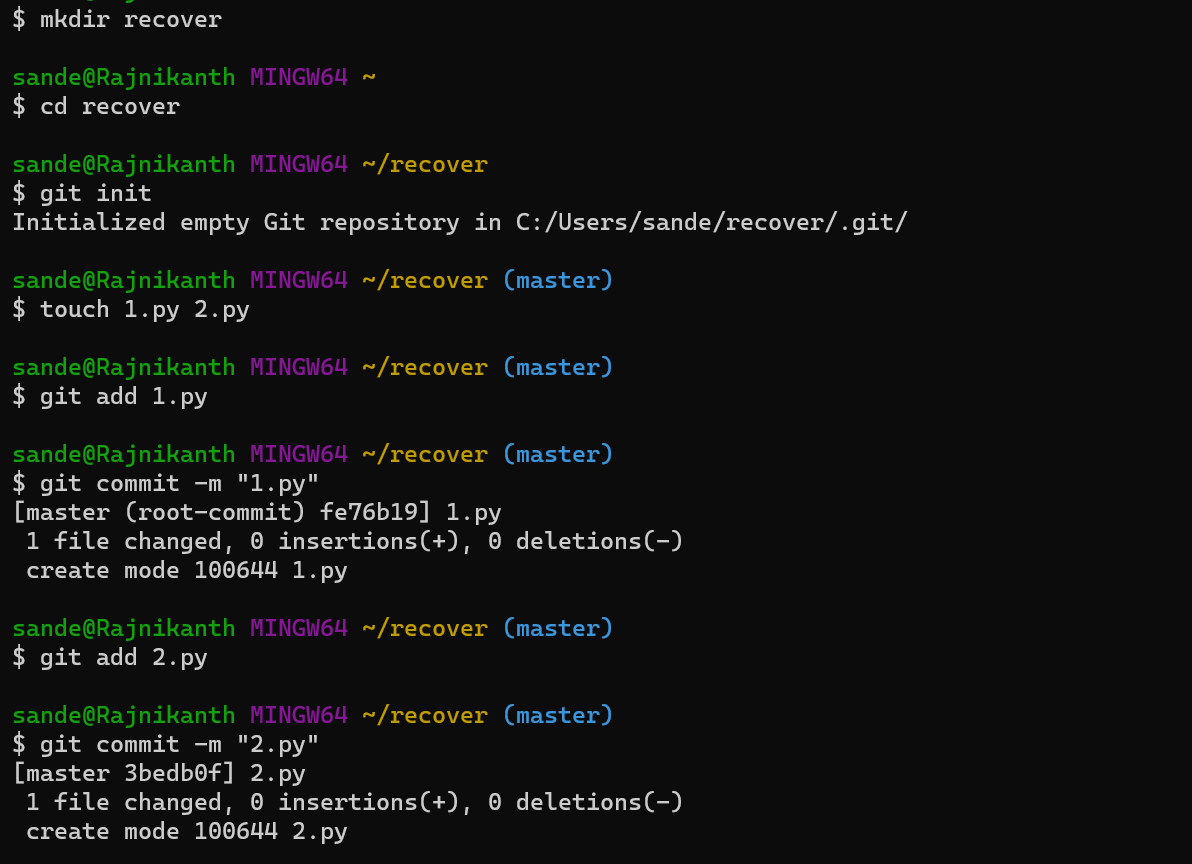 $ mkdir recover
sande@Rajnikanth MINGW64 ~
$ cd recover
sande@Rajnikanth MINGW64 ~/recover
$ git init
Initialized empty Git repository in C:/Users/sande/recover/.git/
sande@Rajnikanth MINGW64 ~/recover (master)
$ touch 1.py 2.py
sande@Rajnikanth MINGW64 ~/recover (master)
$ git add 1.py
sande@Rajnikanth MINGW64 ~/recover (master)
$ git commit -m "1.py"
[master (root-commit) fe76b19] 1.py
 1 file changed, 0 insertions(+), 0 deletions(-)
 create mode 100644 1.py
sande@Rajnikanth MINGW64 ~/recover (master)
$ git add 2.py
sande@Rajnikanth MINGW64 ~/recover (master)
$ git commit -m "2.py"
[master 3bedb0f] 2.py
 1 file changed, 0 insertions(+), 0 deletions(-)
 create mode 100644 2.py